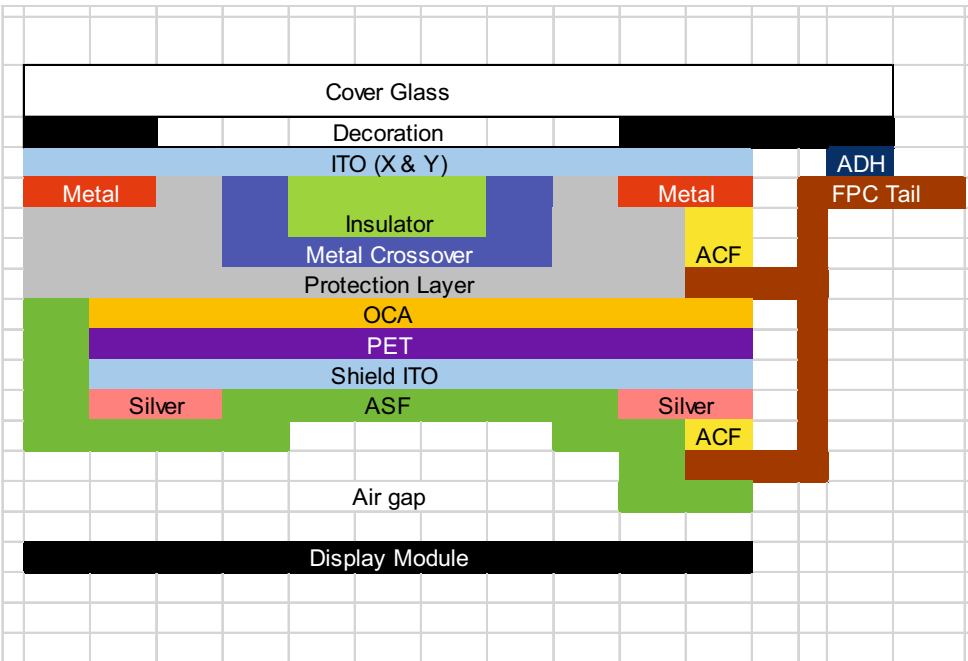 Cover Glass
Decoration
ITO (X & Y)
ADH
Metal
Metal
FPC Tail
Insulator
Metal Crossover
ACF
Protection Layer
OCA
PET
Shield ITO
Silver
ASF
Silver
ACF
Air gap
Display Module